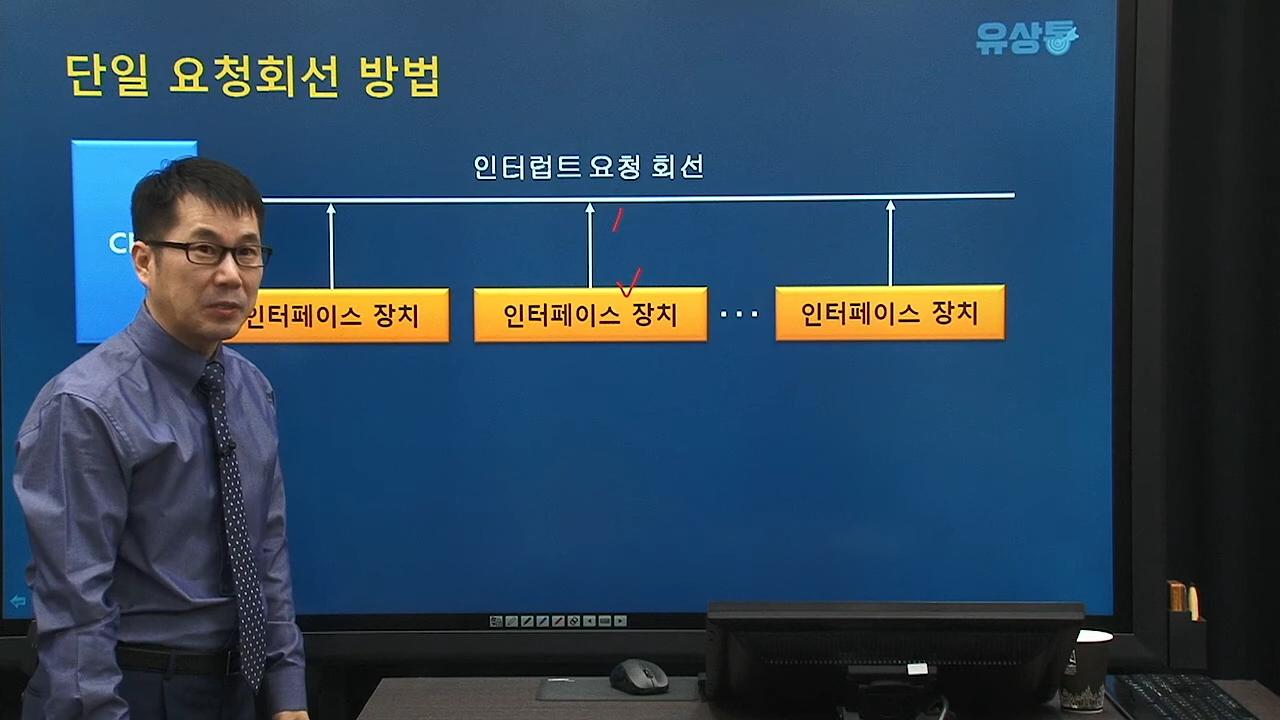 유상통
단일 요청회선 방법
인터럽트 요청 회선
인터페이스 장치
인터페이스 장치
...
인터페이스 장치